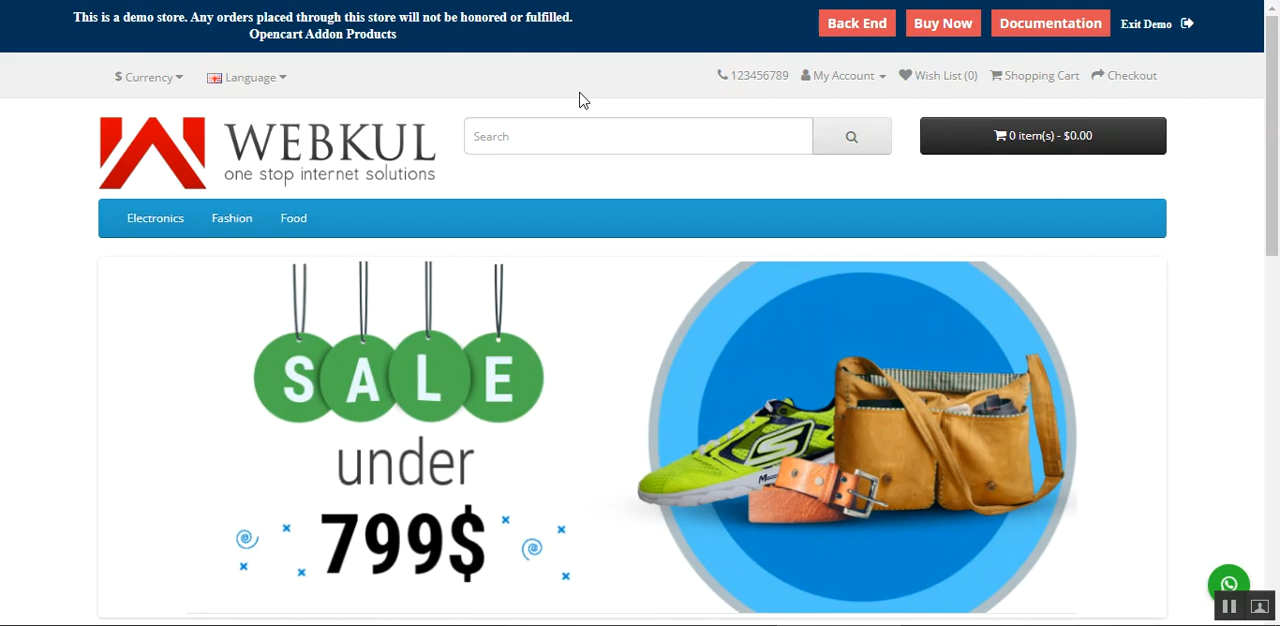 This is a demo store. Any orders placed through this store will not be honored or fulfilled.
Opencart Addon Products
Back End
Buy Now
Documentation
Exit Demo
$ Currency
Language
123456789
My Account
Wish List (0)
Shopping Cart
Checkout
WEBKUL
one stop internet solutions
Search
0 item(s) - $0.00
Electronics
Fashion
Food
SALE
under
799$